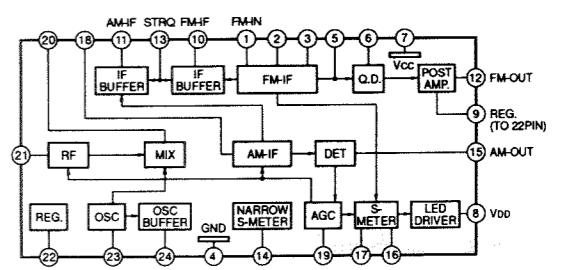 AM-IF STRQ FM-IF FM-IN
20 18 11 13 10 1 2 3 5 6 7
VCC
IF BUFFER
IF BUFFER
FM-IF
Q.D.
POST AMP.
12 FM-OUT
9 REG. (TO 22PIN)
21 RF MIX AM-IF DET 15 AM-OUT
REG.
OSC
OSC BUFFER
GND
NARROW S-METER
AGC
S-METER
LED DRIVER
8 VDD
22 23 24 4 14 19 17 16